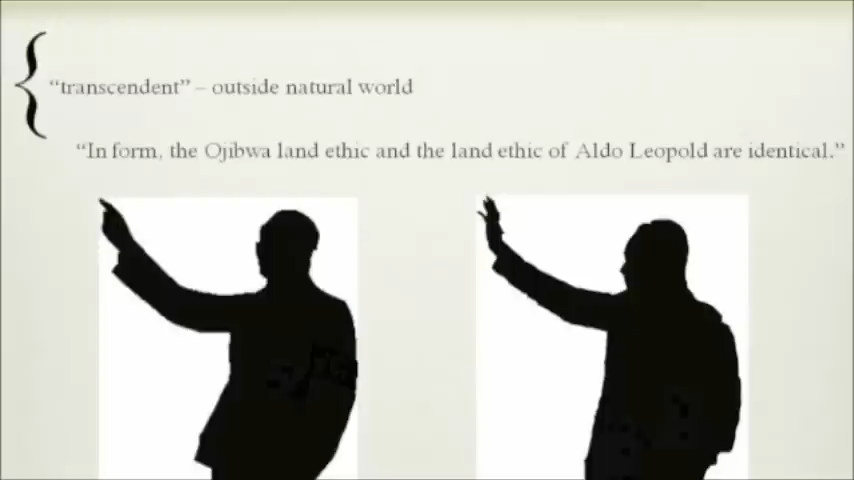 “transcendent” – outside natural world
“In form, the Ojibwa land ethic and the land ethic of Aldo Leopold are identical.”